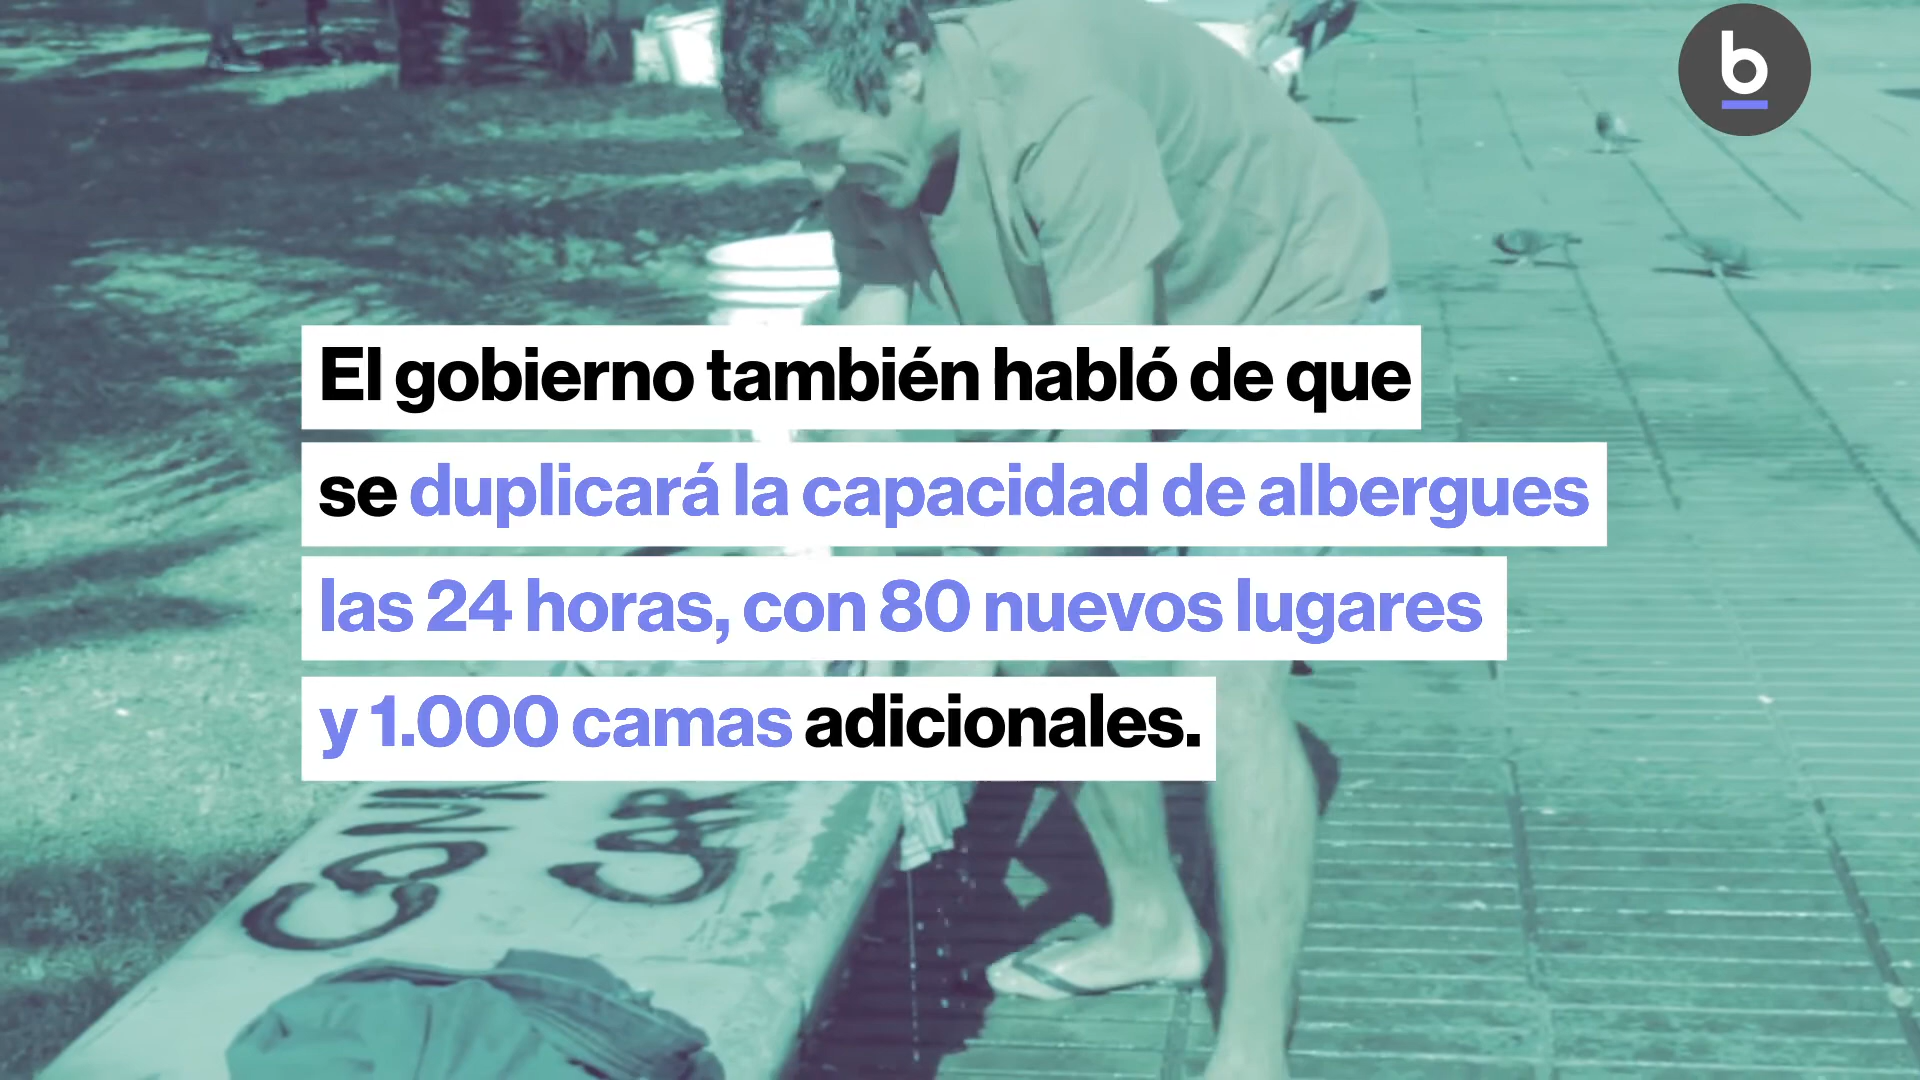 b
El gobierno también habló de que
se duplicará la capacidad de albergues
las 24 horas, con 80 nuevos lugares
y 1.000 camas adicionales.